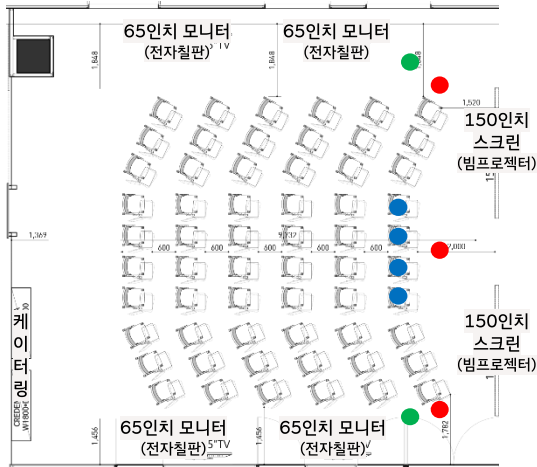 65인치 모니터
(전자칠판)
65인치 모니터
(전자칠판)
TV
1,848
1,848
1,520
150인치
스크린
(빔프로젝터)
1,369
600
600
600
600
600
2,000
케이터링
CREDEN
150인치
스크린
(빔프로젝터)
65인치 모니터
(전자칠판)
65인치 모니터
(전자칠판)
5"TV
1,456
1,456
1,782